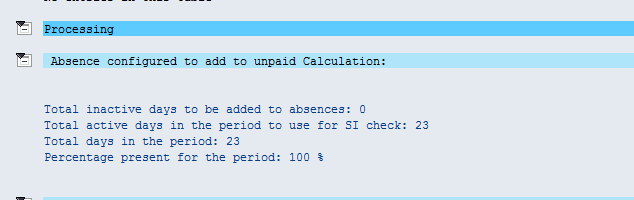 Processing
Absence configured to add to unpaid Calculation:
Total inactive days to be added to absences: 0
Total active days in the period to use for SI check: 23
Total days in the period: 23
Percentage present for the period: 100 %